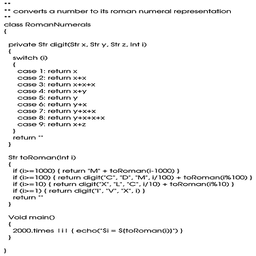 **
** converts a number to its roman numeral representation
**
class RomanNumerals
{
private Str digit(Str x, Str y, Str z, Int i)
{
switch (i)
{
case 1: return x
case 2: return x+x
case 3: return x+x+x
case 4: return x+y
case 5: return y
case 6: return y+x
case 7: return y+x+x
case 8: return y+x+x+x
case 9: return x+z
}
return ""
}
Str toRoman(Int i)
{
if (i>=1000) { return "M" + toRoman(i-1000) }
if (i>=100) { return digit("C", "D", "M", i/100) + toRoman(i%100) }
if (i>=10) { return digit("X", "L", "C", i/10) + toRoman(i%10) }
if (i>=1) { return digit("I", "V", "X", i) }
return ""
}
Void main()
{
2000.times |i| { echo("$i = ${toRoman(i)}") }
}
}